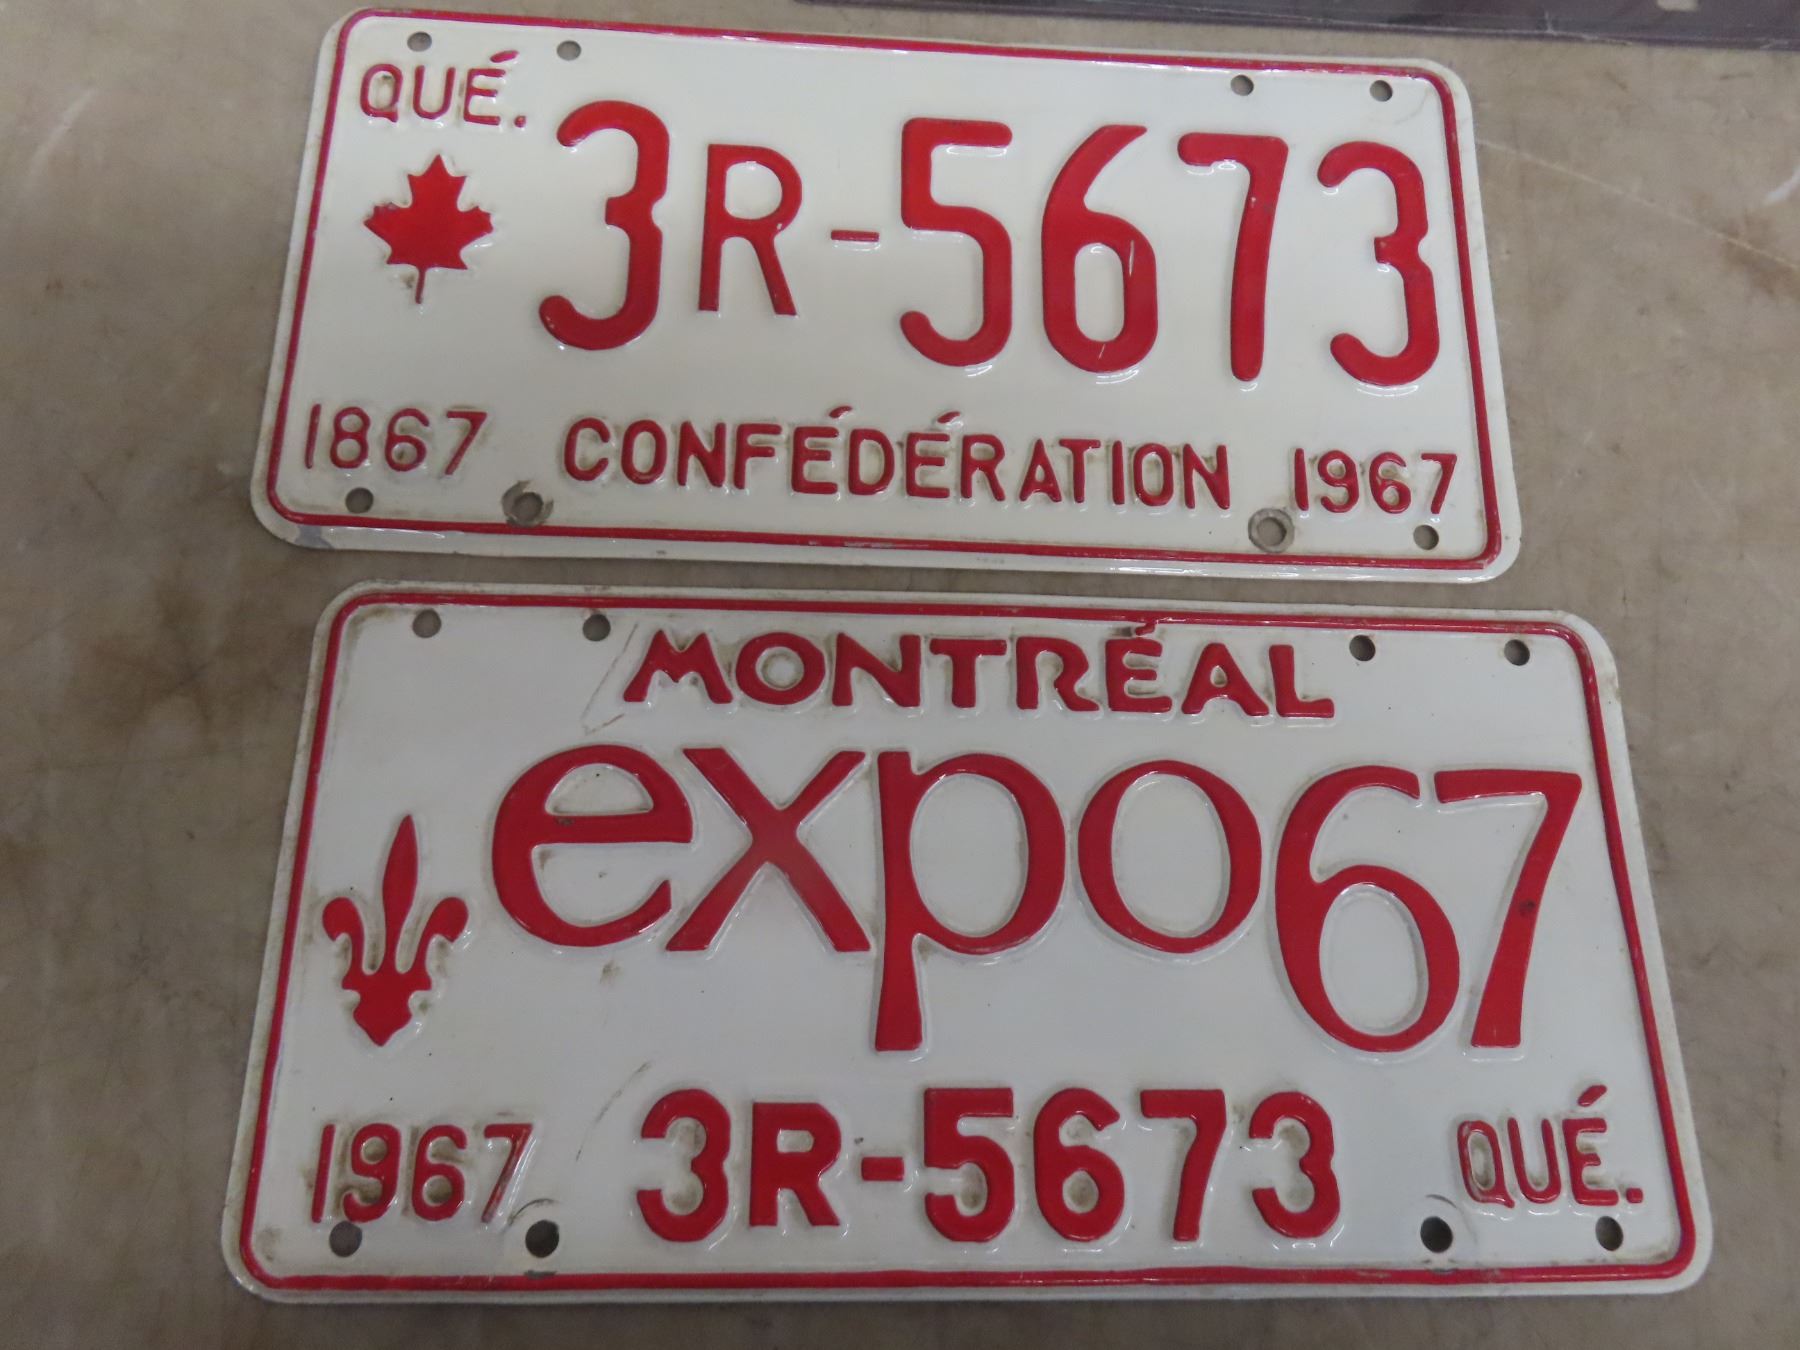 QUÉ.
3R-5673
1867 CONFÉDÉRATION 1967
MONTRÉAL
expo67
1967 3R-5673 QUÉ.